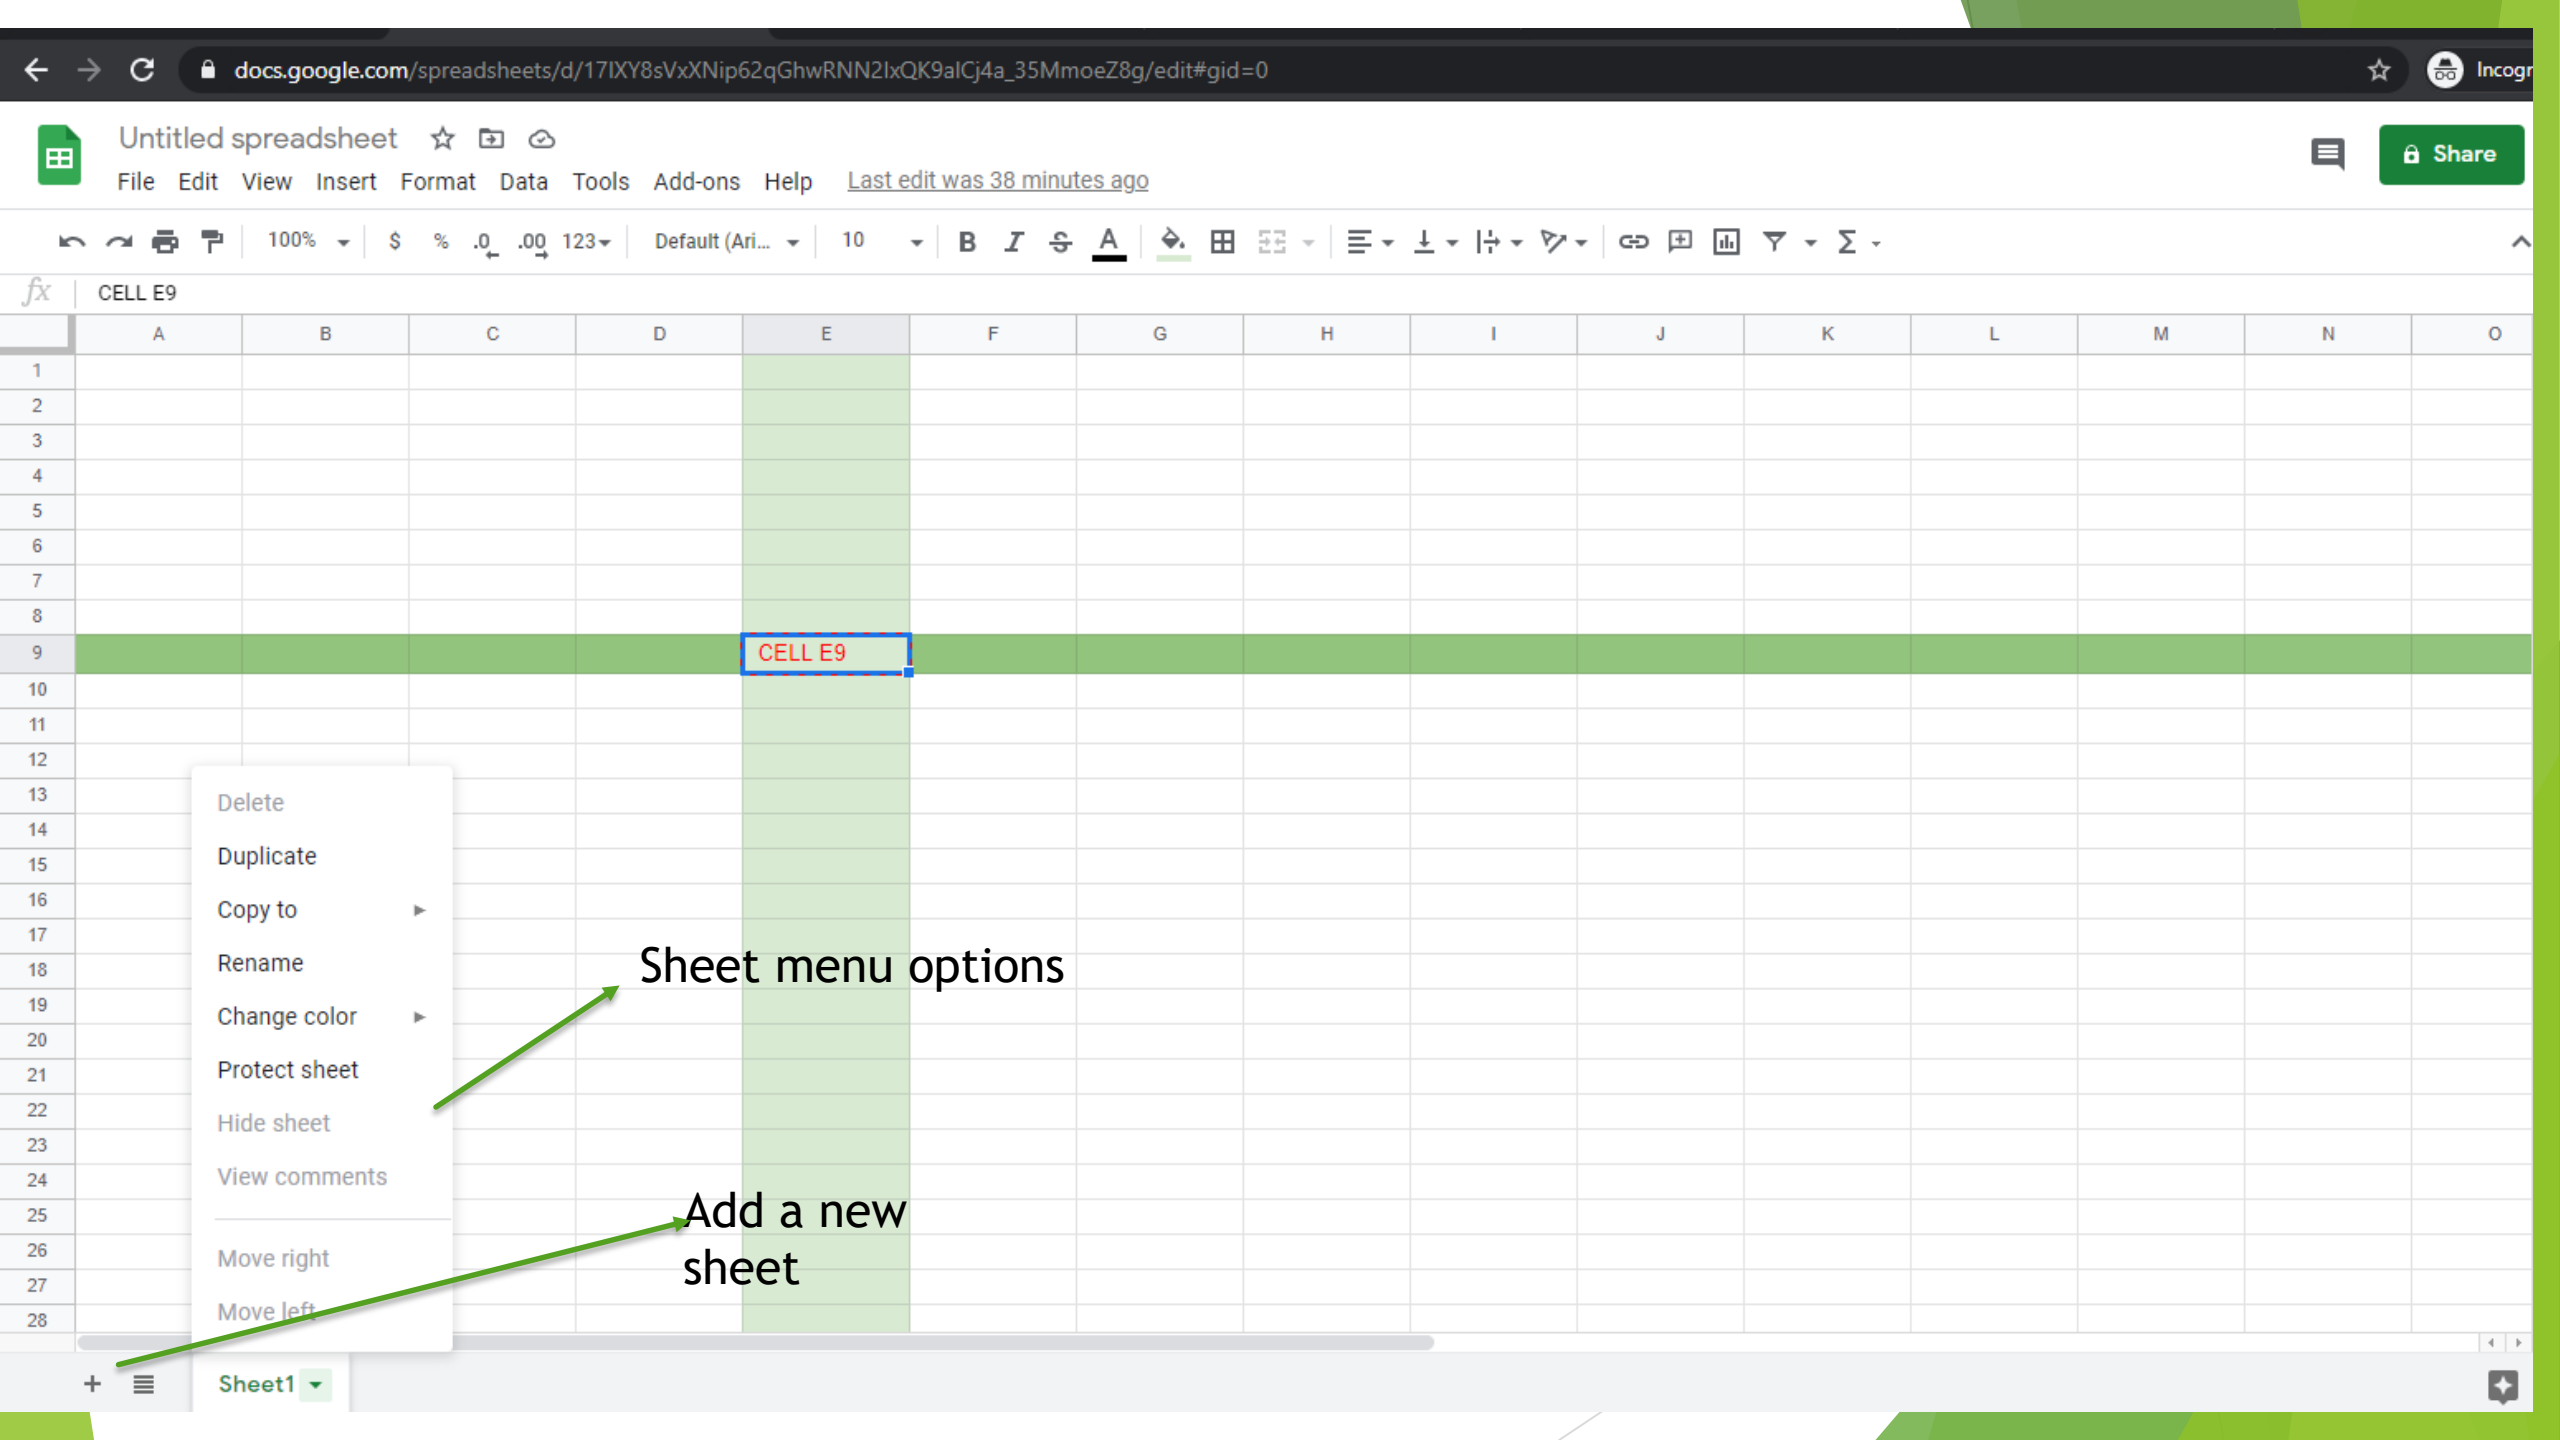 docs.google.com/spreadsheets/d/17IXY8sVxXNip62qGhwRNN2IxQK9alCj4a_35MmoeZ8g/edit#gid=0
Incogr
Untitled spreadsheet
Share
File Edit View Insert Format Data Tools Add-ons Help Last edit was 38 minutes ago
100% $ % .0 .00 123 Default (Ari... 10 B I S A
fx CELL E9
A B C D E F G H I J K L M N O
1
2
3
4
5
6
7
8
9 CELL E9
10
11
12
13
14
15
16
17
18
19
20
21
22
23
24
25
26
27
28
Delete
Duplicate
Copy to
Rename
Change color
Protect sheet
Hide sheet
View comments
Move right
Move left
Sheet menu options
Add a new
sheet
Sheet1